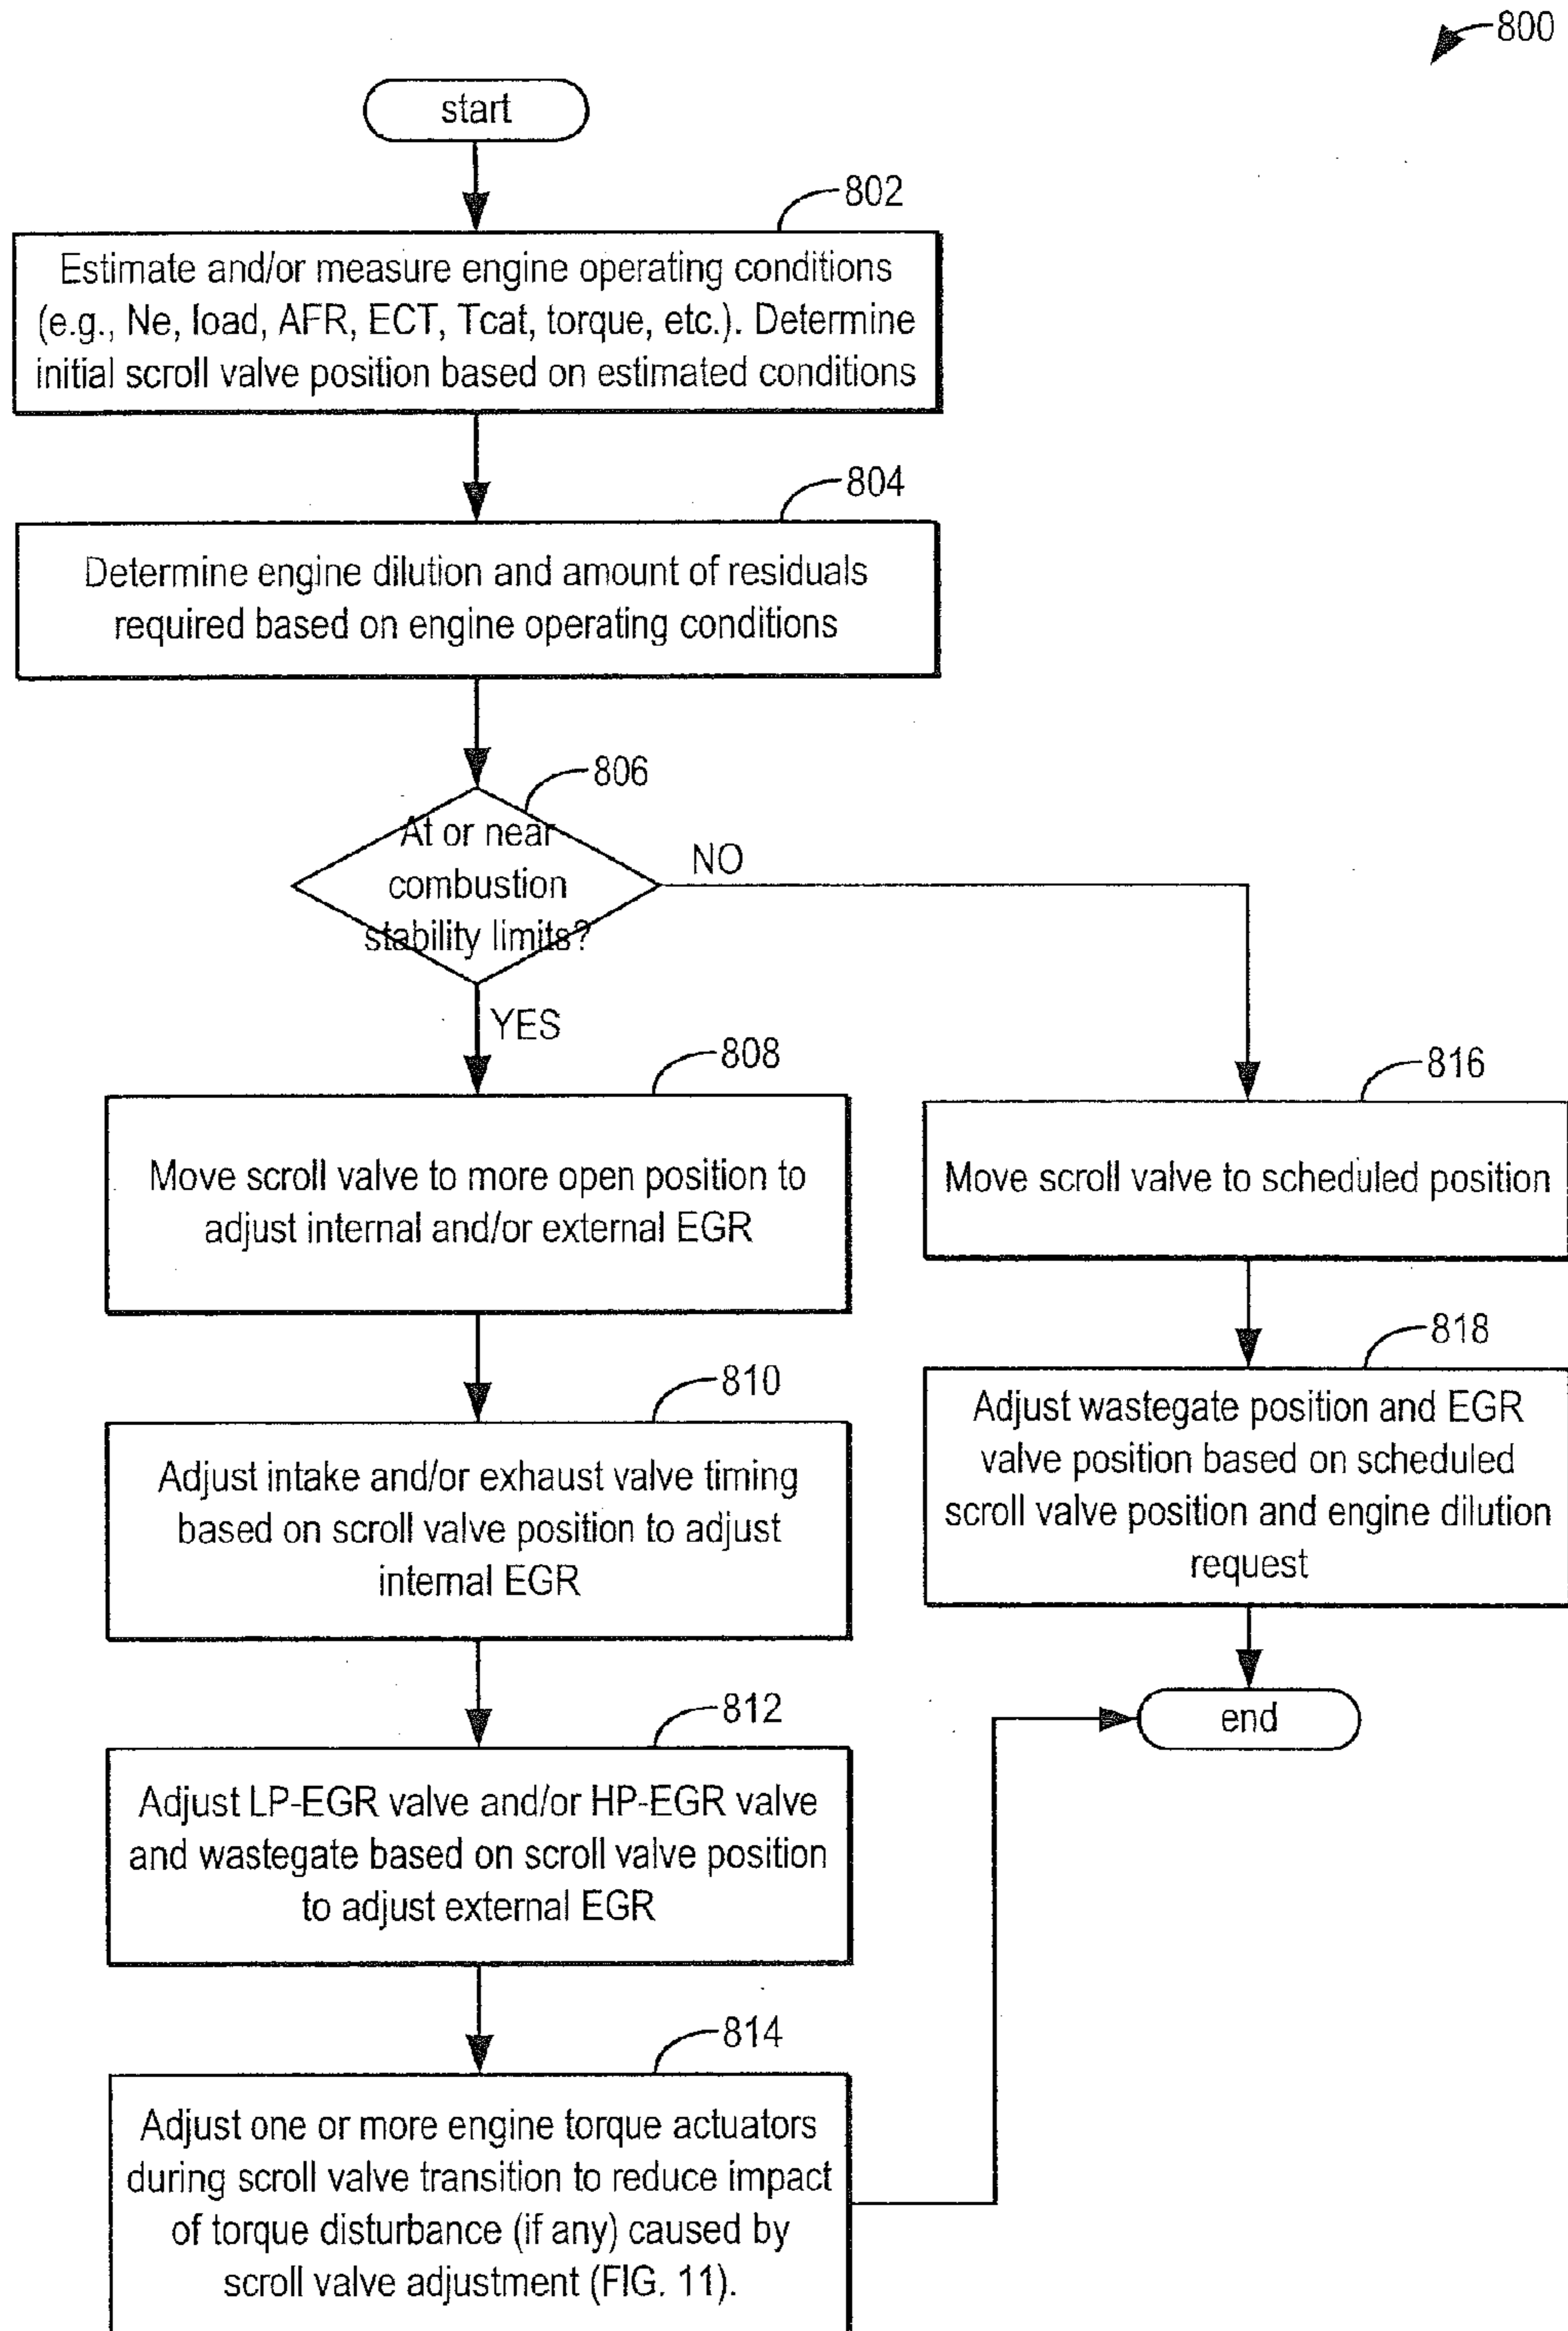 800
start
802
Estimate and/or measure engine operating conditions
(e.g., Ne, load, AFR, ECT, Tcat, torque, etc.). Determine
initial scroll valve position based on estimated conditions
804
Determine engine dilution and amount of residuals
required based on engine operating conditions
806
At or near
combustion
stability limits?
NO
YES
808
Move scroll valve to more open position to
adjust internal and/or external EGR
810
Adjust intake and/or exhaust valve timing
based on scroll valve position to adjust
internal EGR
812
Adjust LP-EGR valve and/or HP-EGR valve
and wastegate based on scroll valve position
to adjust external EGR
814
Adjust one or more engine torque actuators
during scroll valve transition to reduce impact
of torque disturbance (if any) caused by
scroll valve adjustment (FIG. 11).
816
Move scroll valve to scheduled position
818
Adjust wastegate position and EGR
valve position based on scheduled
scroll valve position and engine dilution
request
end